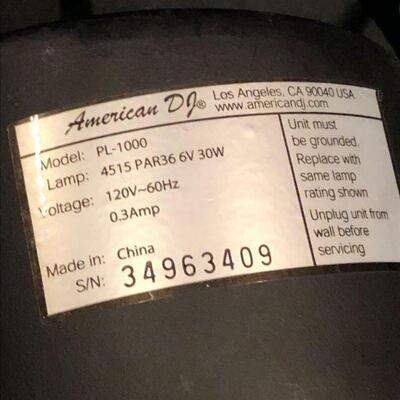 American DJ® Los Angeles, CA 90040 USA
www.americandj.com
Model: PL-1000
Lamp: 4515 PAR36 6V 30W
Voltage: 120V~60Hz
0.3Amp
Made in: China
S/N: 34963409
Unit must
be grounded.
Replace with
same lamp
rating shown
Unplug unit from
wall before
servicing